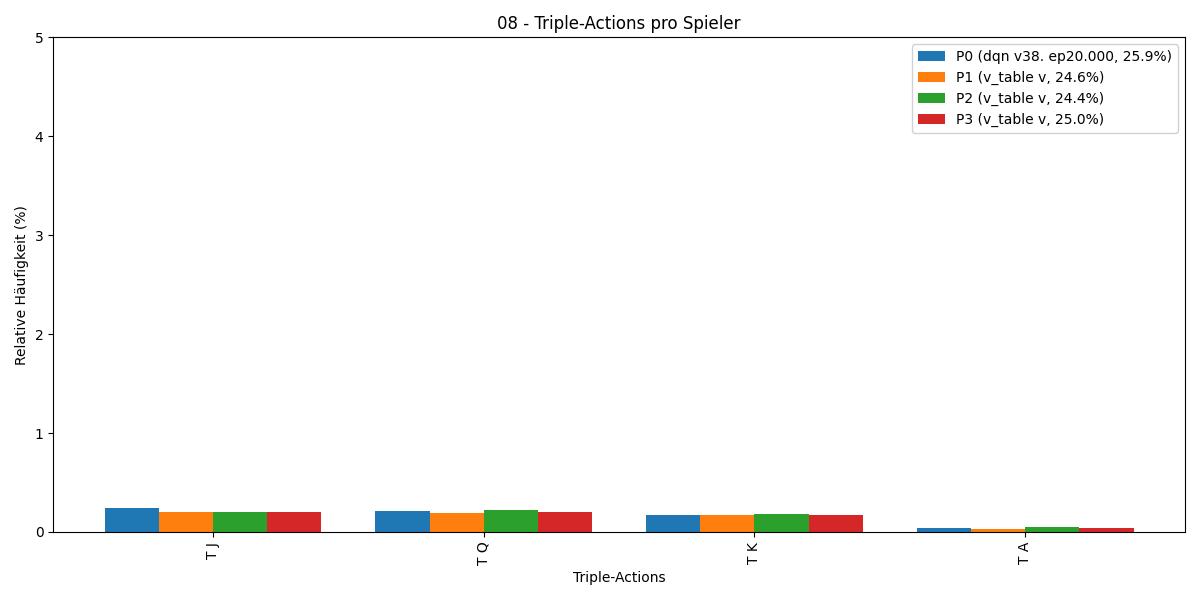 08 - Triple-Actions pro Spieler
5
4
3
2
1
0
Relative Häufigkeit (%)
P0 (dqn v38. ep20.000, 25.9%)
P1 (v_table v, 24.6%)
P2 (v_table v, 24.4%)
P3 (v_table v, 25.0%)
T J
T Q
T K
T A
Triple-Actions